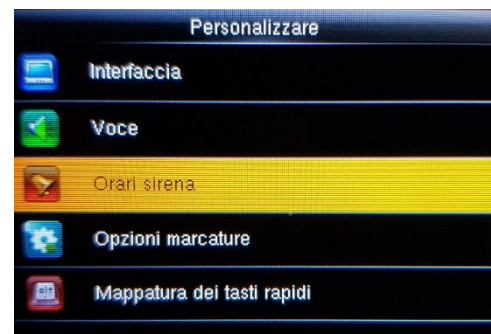 Personalizzare
Interfaccia
Voce
Orari sirena
Opzioni marcature
Mappatura dei tasti rapidi